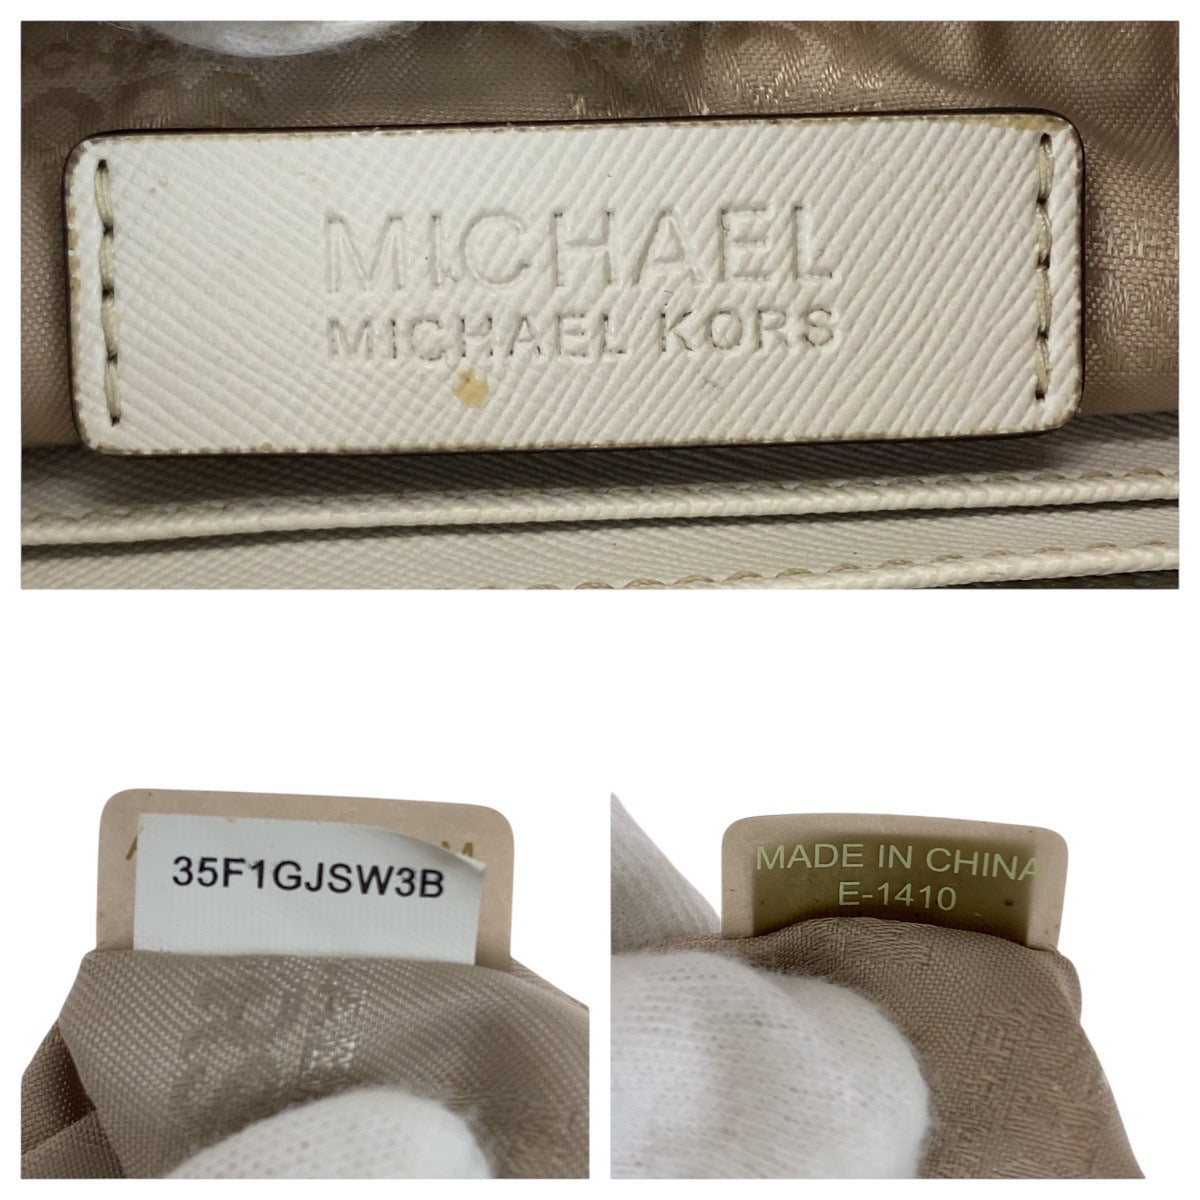 MICHAEL
MICHAEL KORS
35F1GJSW3B
MADE IN CHINA
E-1410